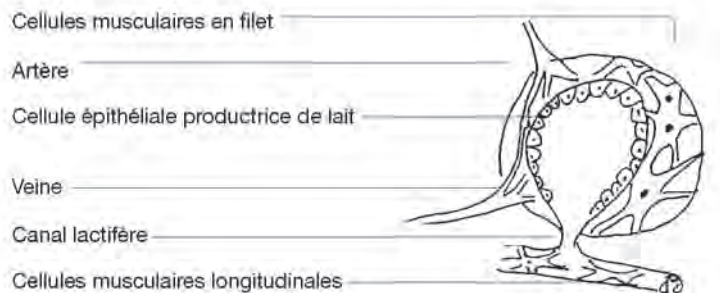 Cellules musculaires en filet
Artère
Cellule épithéliale productrice de lait
Veine
Canal lactifère
Cellules musculaires longitudinales